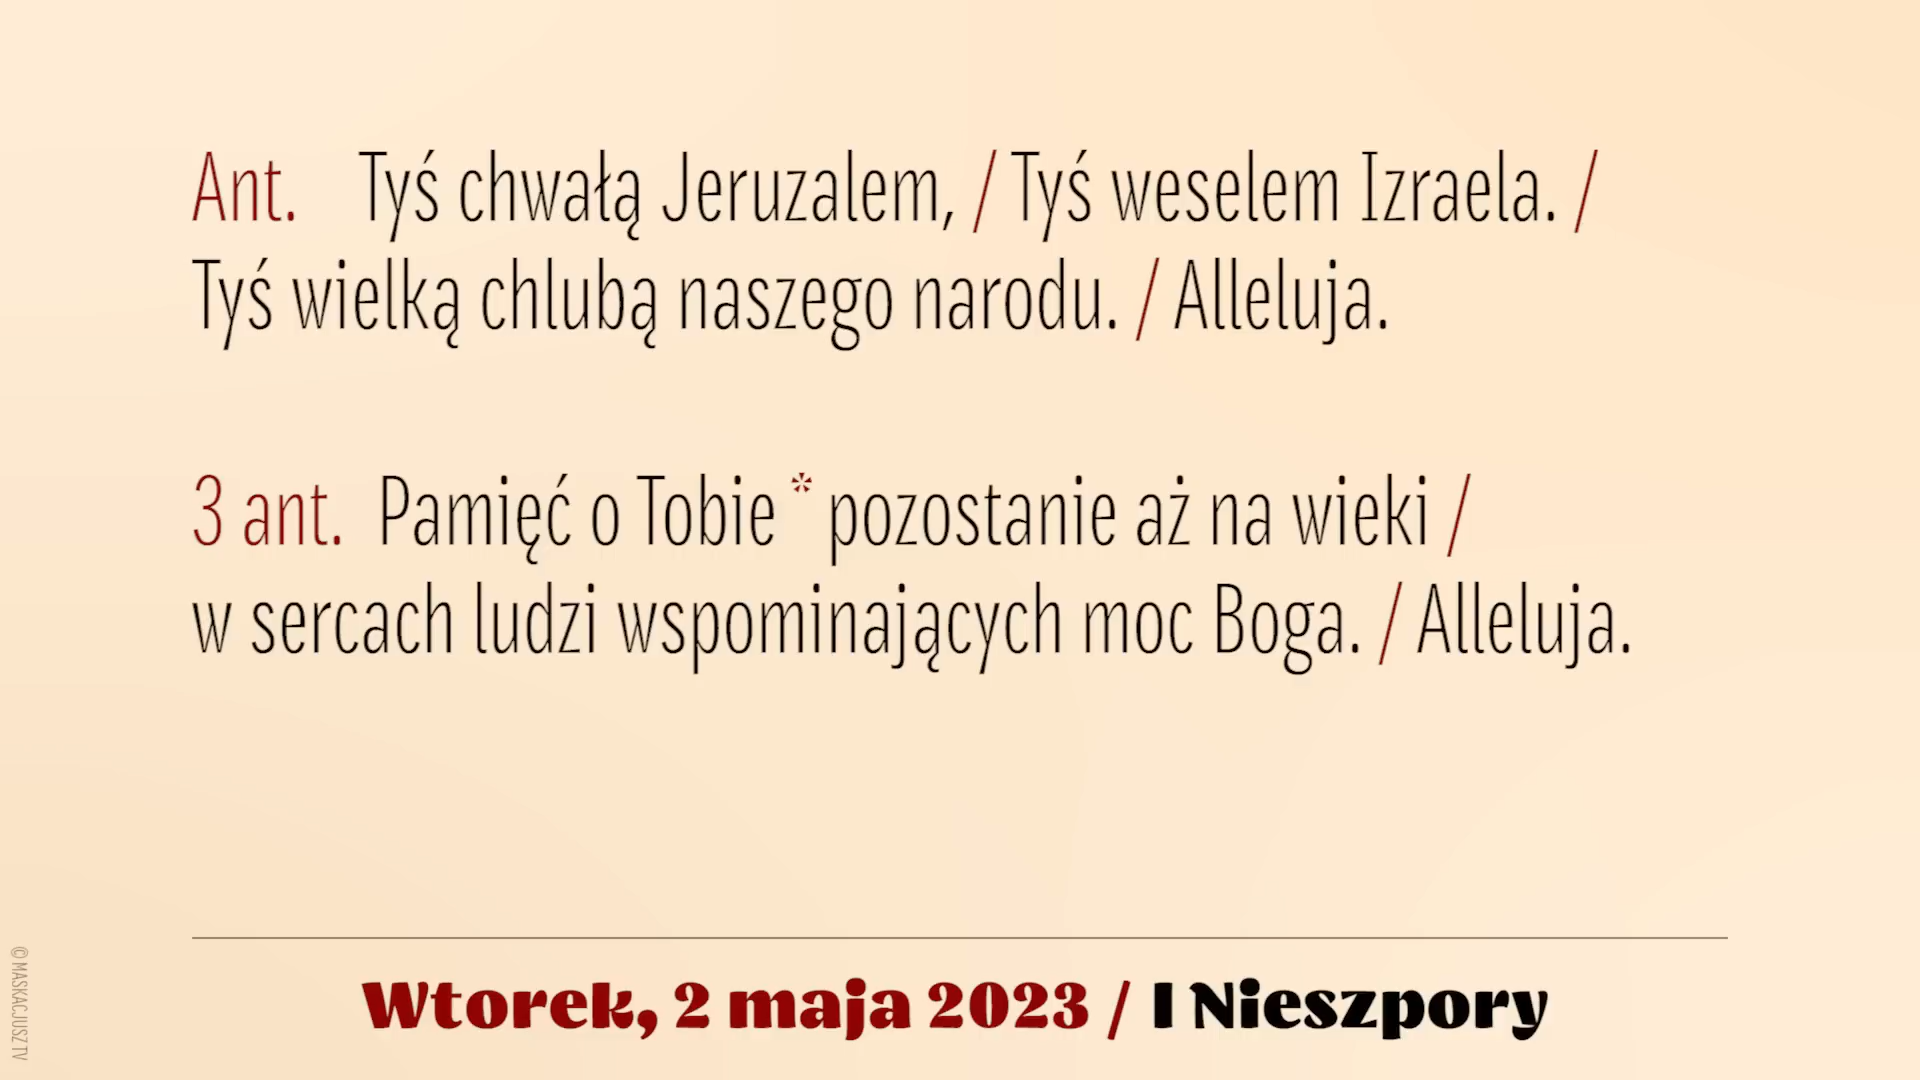 Ant. Tyś chwałą Jeruzalem, / Tyś weselem Izraela. /
Tyś wielką chlubą naszego narodu. / Alleluja.
3 ant. Pamięć o Tobie * pozostanie aż na wieki /
w sercach ludzi wspominających moc Boga. / Alleluja.
Wtorek, 2 maja 2023 / I Nieszpory
© MASKACJUSZ TV